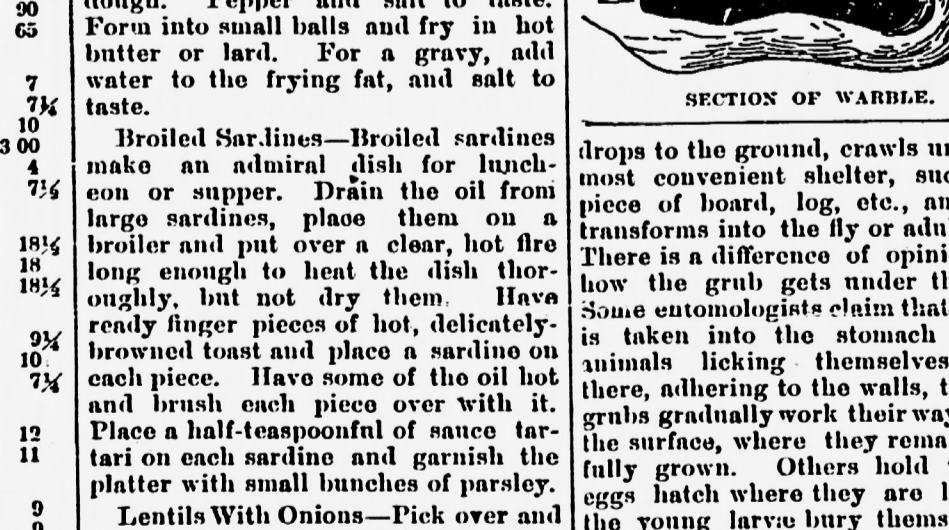 90
65
7
7¼
10
3 00
4
7½
18½
18
18½
9¼
10
7¼
12
11
9
dough. Pepper and salt to taste.
Form into small balls and fry in hot
butter or lard. For a gravy, add
water to the frying fat, and salt to
taste.
Broiled Sardines—Broiled sardines
make an admiral dish for lunch-
eon or supper. Drain the oil from
large sardines, place them on a
broiler and put over a clear, hot fire
long enough to heat the dish thor-
oughly, but not dry them. Have
ready finger pieces of hot, delicately-
browned toast and place a sardine on
each piece. Have some of the oil hot
and brush each piece over with it.
Place a half-teaspoonful of sauce tar-
tari on each sardine and garnish the
platter with small bunches of parsley.
Lentils With Onions—Pick over and
SECTION OF WARBLE.
drops to the ground, crawls
most convenient shelter,
piece of board, log, etc.,
transforms into the fly or
There is a difference of
how the grub gets under
Some entomologists claim that
is taken into the stomach
animals licking themselves
there, adhering to the walls,
grubs gradually work their
the surface, where they
fully grown. Others hold
eggs hatch where they are
the young larvæ bury